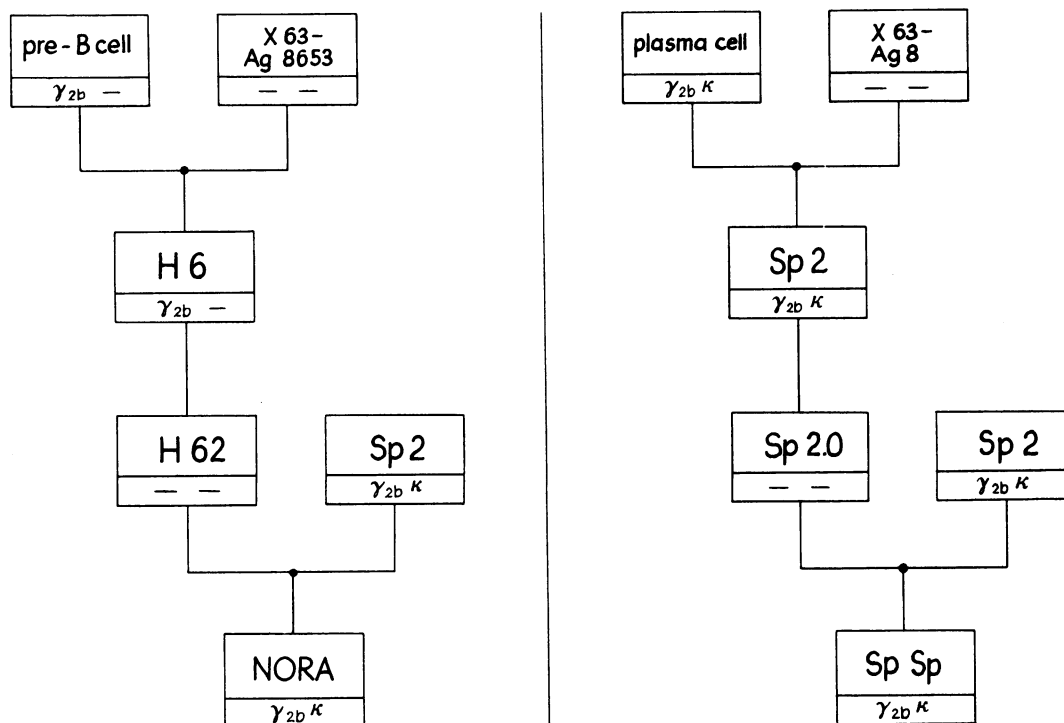 pre-B cell
γ2b —
X 63-
Ag 8653
— —
H 6
γ2b —
H 62
— —
Sp 2
γ2b κ
NORA
γ2b κ
plasma cell
γ2b κ
X 63-
Ag 8
— —
Sp 2
γ2b κ
Sp 2.0
— —
Sp 2
γ2b κ
Sp Sp
γ2b κ